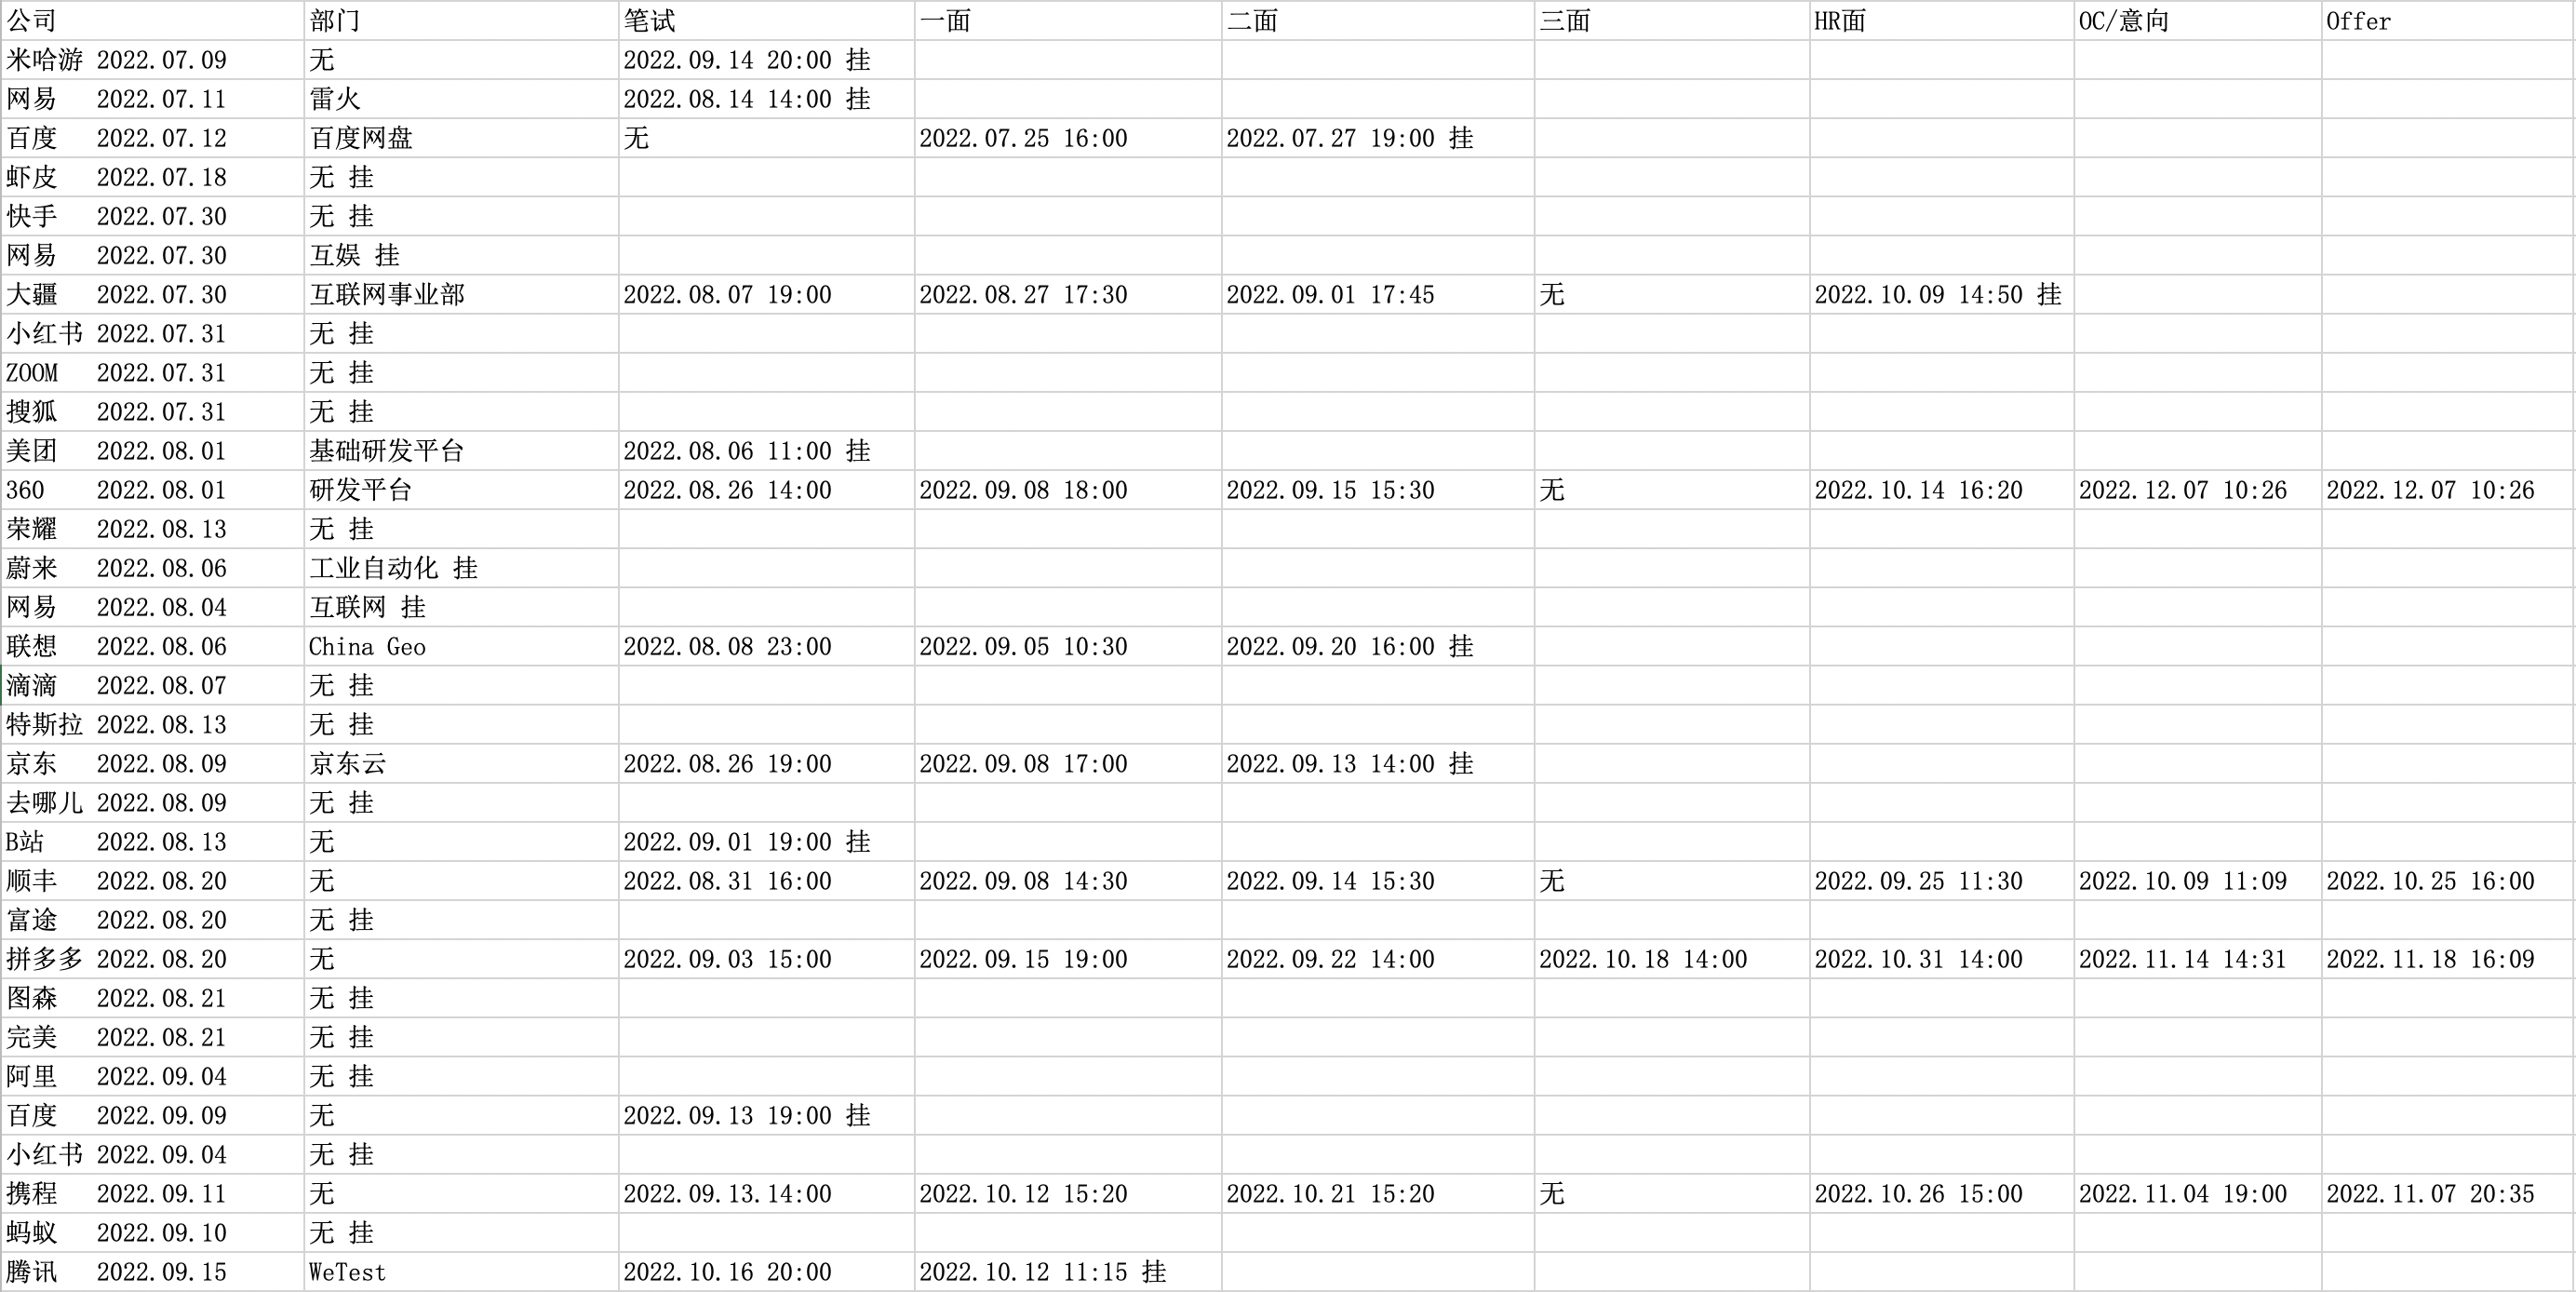 公司 部门 笔试 一面 二面 三面 HR面 OC/意向 Offer
米哈游 2022.07.09 无 2022.09.14 20:00 挂
网易 2022.07.11 雷火 2022.08.14 14:00 挂
百度 2022.07.12 百度网盘 无 2022.07.25 16:00 2022.07.27 19:00 挂
虾皮 2022.07.18 无 挂
快手 2022.07.30 无 挂
网易 2022.07.30 互娱 挂
大疆 2022.07.30 互联网事业部 2022.08.07 19:00 2022.08.27 17:30 2022.09.01 17:45 无 2022.10.09 14:50 挂
小红书 2022.07.31 无 挂
ZOOM 2022.07.31 无 挂
搜狐 2022.07.31 无 挂
美团 2022.08.01 基础研发平台 2022.08.06 11:00 挂
360 2022.08.01 研发平台 2022.08.26 14:00 2022.09.08 18:00 2022.09.15 15:30 无 2022.10.14 16:20 2022.12.07 10:26 2022.12.07 10:26
荣耀 2022.08.13 无 挂
蔚来 2022.08.06 工业自动化 挂
网易 2022.08.04 互联网 挂
联想 2022.08.06 China Geo 2022.08.08 23:00 2022.09.05 10:30 2022.09.20 16:00 挂
滴滴 2022.08.07 无 挂
特斯拉 2022.08.13 无 挂
京东 2022.08.09 京东云 2022.08.26 19:00 2022.09.08 17:00 2022.09.13 14:00 挂
去哪儿 2022.08.09 无 挂
B站 2022.08.13 无 2022.09.01 19:00 挂
顺丰 2022.08.20 无 2022.08.31 16:00 2022.09.08 14:30 2022.09.14 15:30 无 2022.09.25 11:30 2022.10.09 11:09 2022.10.25 16:00
富途 2022.08.20 无 挂
拼多多 2022.08.20 无 2022.09.03 15:00 2022.09.15 19:00 2022.09.22 14:00 2022.10.18 14:00 2022.10.31 14:00 2022.11.14 14:31 2022.11.18 16:09
图森 2022.08.21 无 挂
完美 2022.08.21 无 挂
阿里 2022.09.04 无 挂
百度 2022.09.09 无 2022.09.13 19:00 挂
小红书 2022.09.04 无 挂
携程 2022.09.11 无 2022.09.13.14:00 2022.10.12 15:20 2022.10.21 15:20 无 2022.10.26 15:00 2022.11.04 19:00 2022.11.07 20:35
蚂蚁 2022.09.10 无 挂
腾讯 2022.09.15 WeTest 2022.10.16 20:00 2022.10.12 11:15 挂